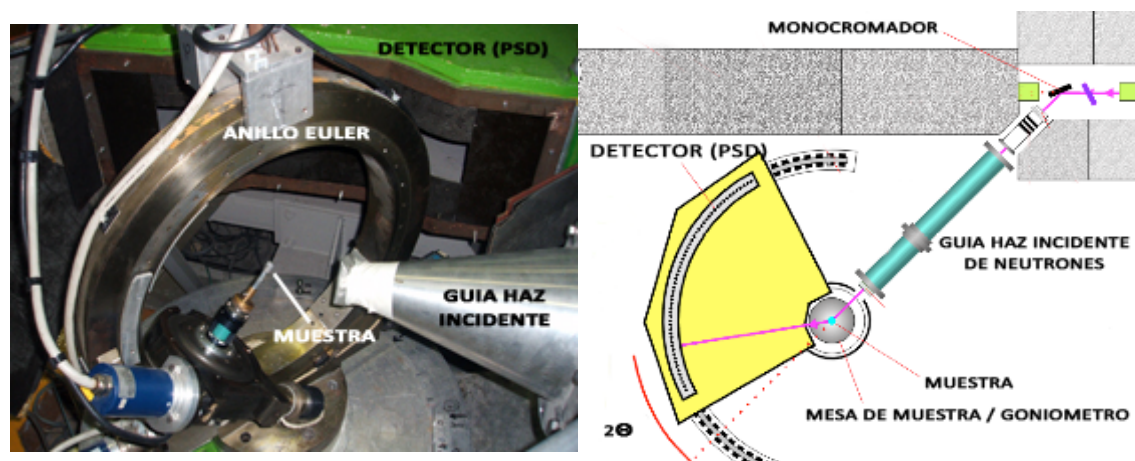 DETECTOR (PSD)
ANILLO EULER
GUIA HAZ
INCIDENTE
MUESTRA
MONOCROMADOR
DETECTOR (PSD)
GUIA HAZ INCIDENTE
DE NEUTRONES
MUESTRA
MESA DE MUESTRA / GONIOMETRO
2Θ